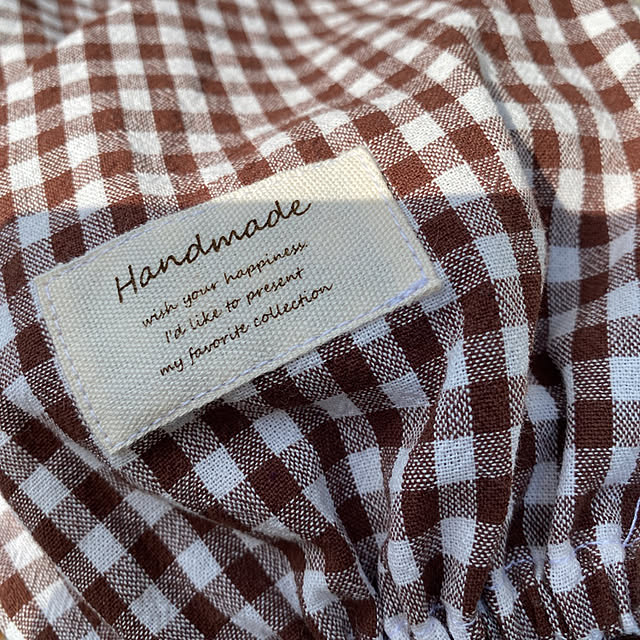 Handmade
wish your happiness.
I'd like to present
my favorite collection